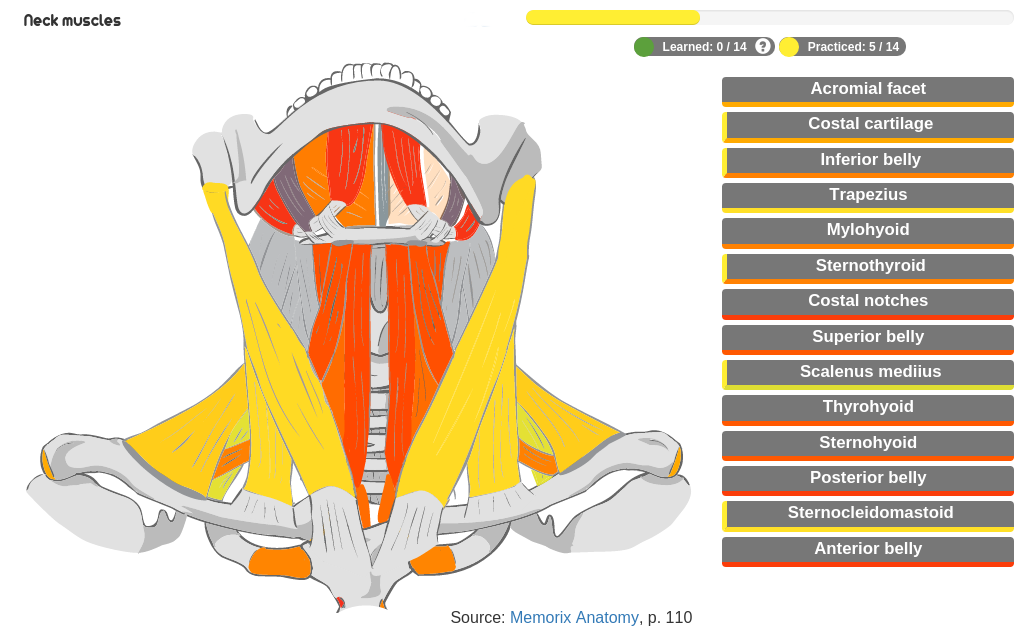 Neck muscles
Learned: 0 / 14 ?
Practiced: 5 / 14
Acromial facet
Costal cartilage
Inferior belly
Trapezius
Mylohyoid
Sternothyroid
Costal notches
Superior belly
Scalenus mediius
Thyrohyoid
Sternohyoid
Posterior belly
Sternocleidomastoid
Anterior belly
Source: Memorix Anatomy, p. 110